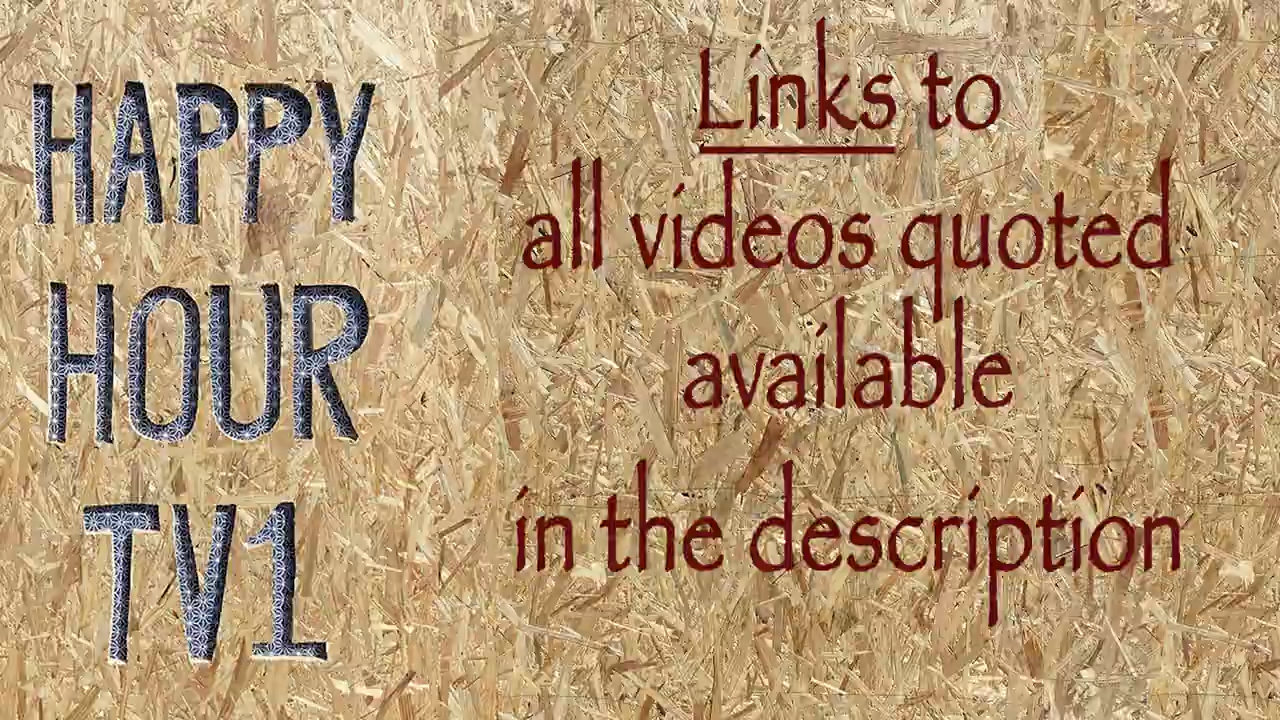 HAPPY
HOUR
TV1
Links to
all videos quoted
available
in the description